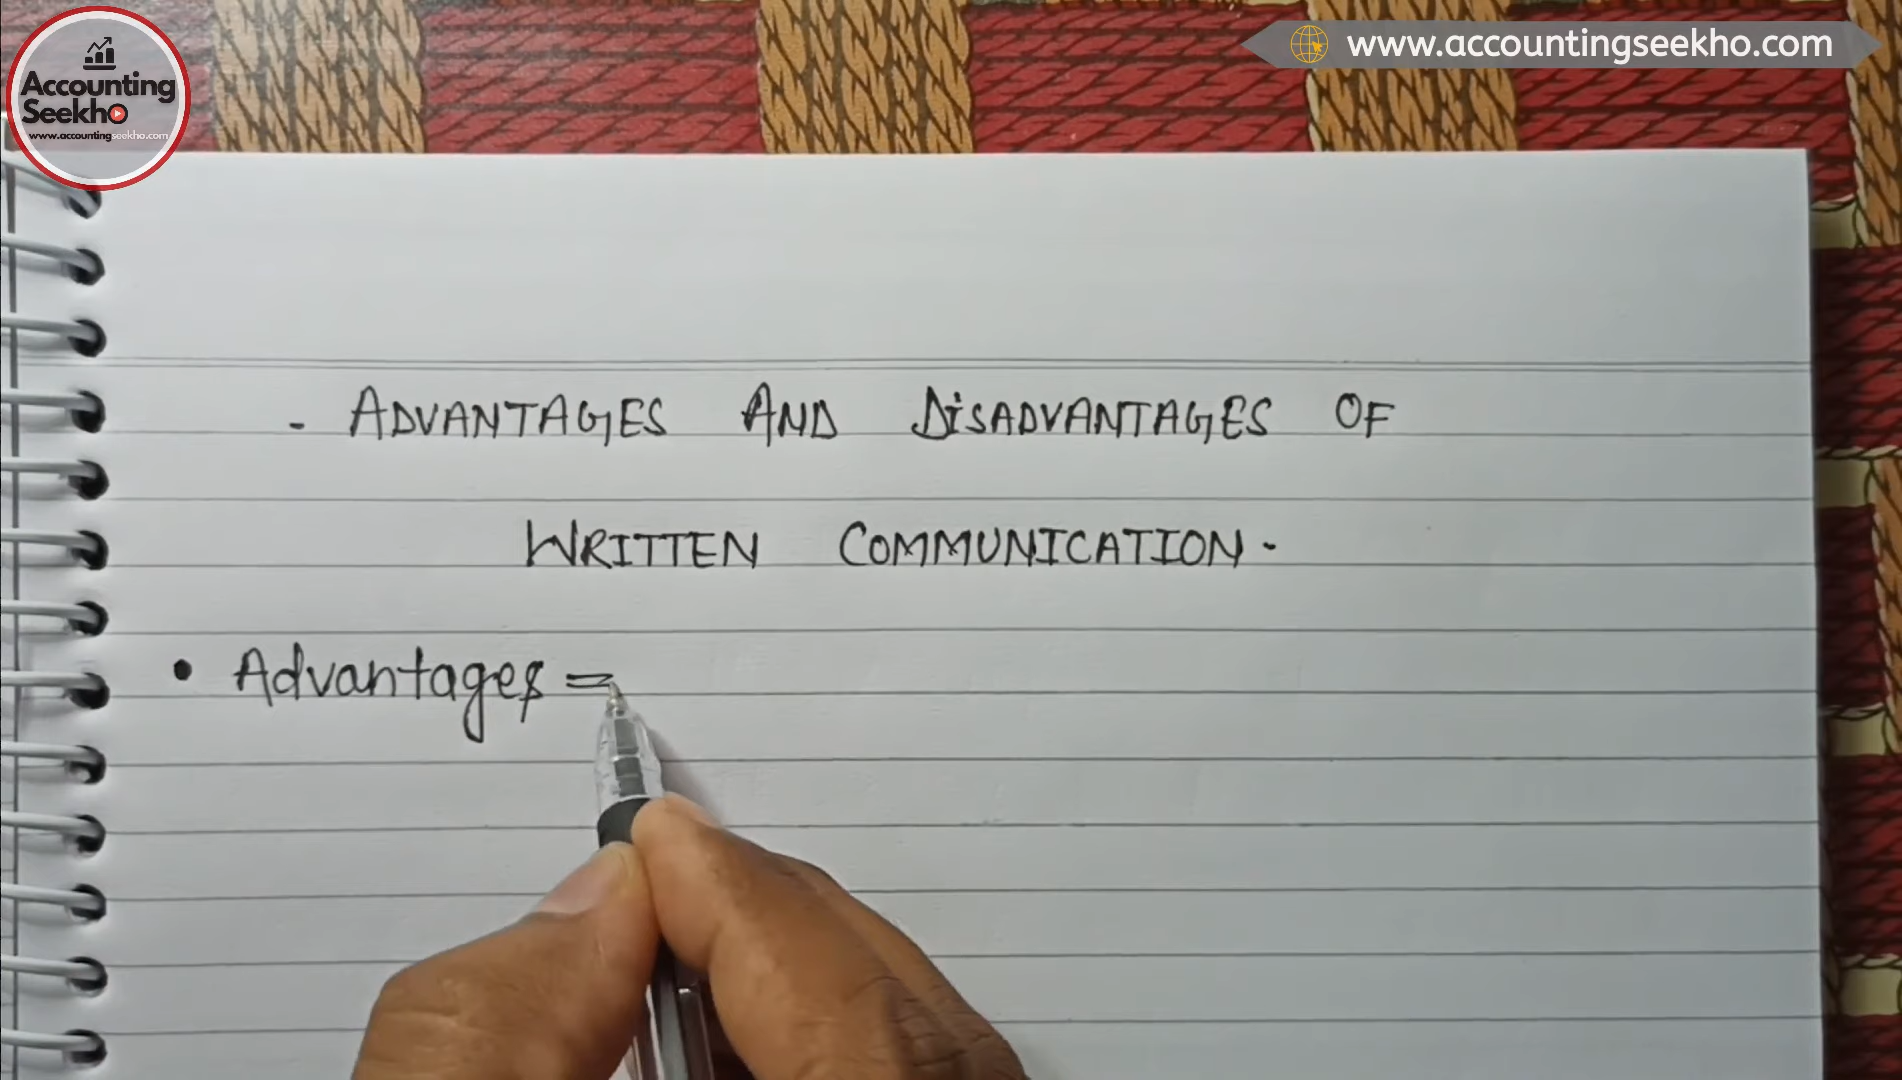 Accounting
Seekho
www.accountingseekho.com
www.accountingseekho.com
- ADVANTAGES AND DISADVANTAGES OF
WRITTEN COMMUNICATION.
• Advantages =